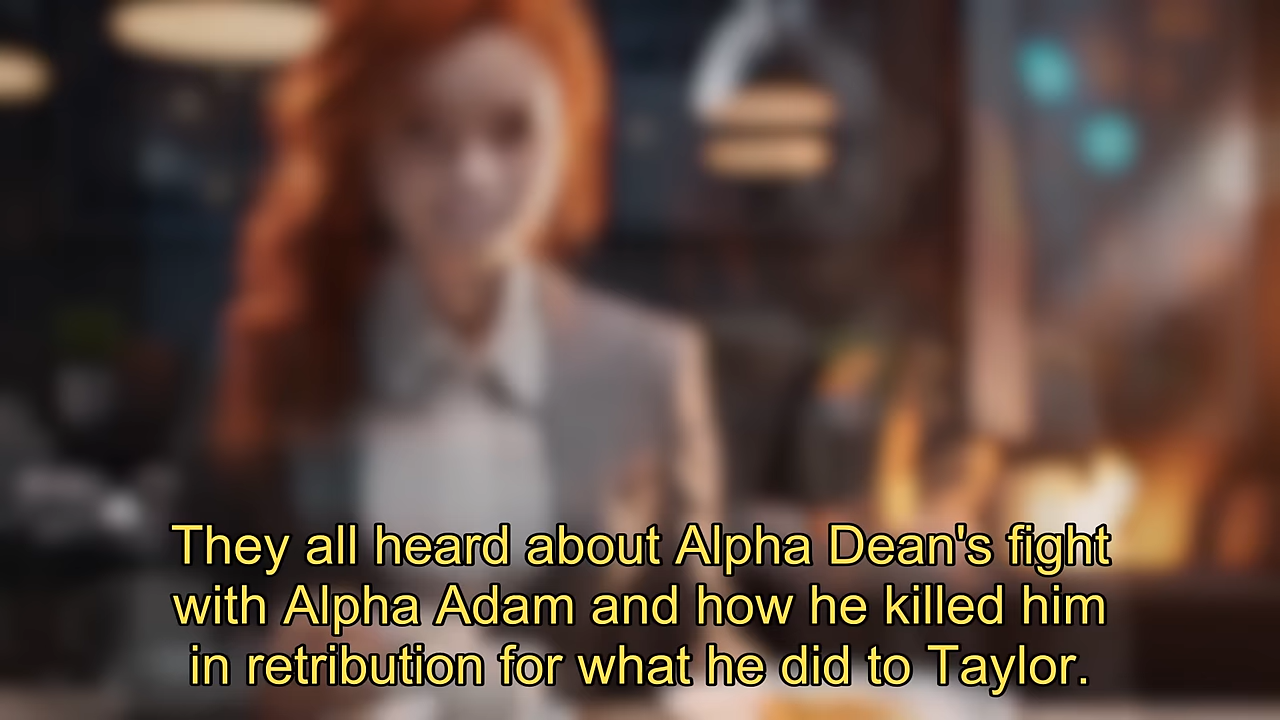 They all heard about Alpha Dean's fight
with Alpha Adam and how he killed him
in retribution for what he did to Taylor.